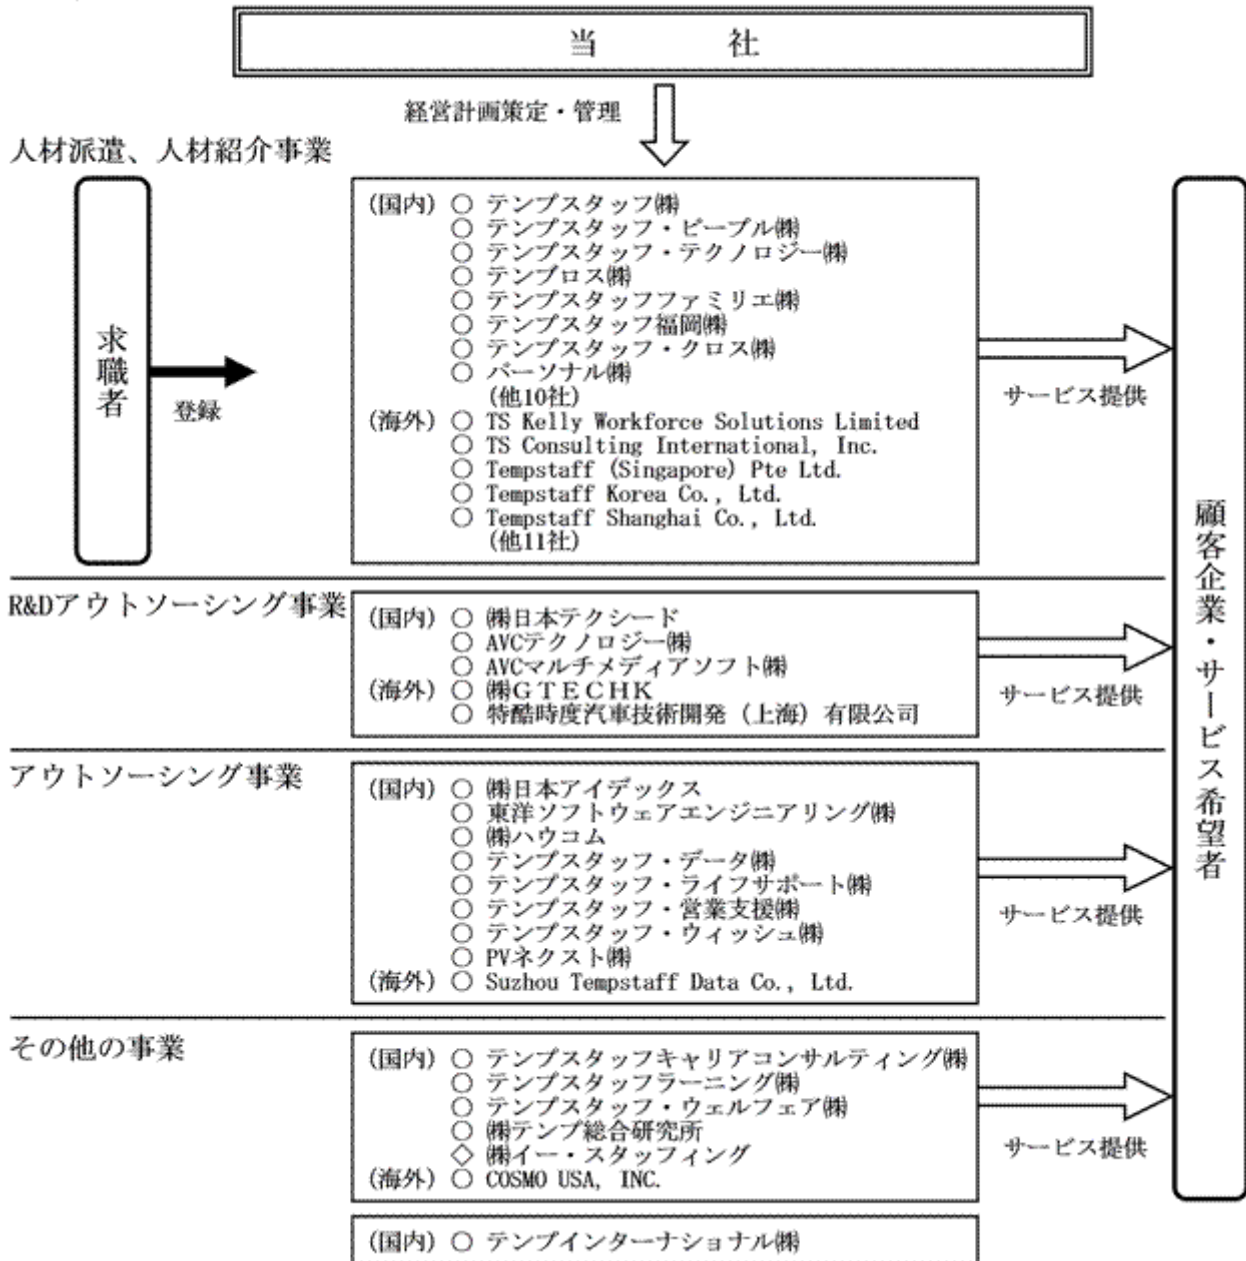 当　　　社
経営計画策定・管理
人材派遣、人材紹介事業
求職者
登録
(国内) ○ テンプスタッフ㈱
○ テンプスタッフ・ピープル㈱
○ テンプスタッフ・テクノロジー㈱
○ テンプロス㈱
○ テンプスタッフファミリエ㈱
○ テンプスタッフ福岡㈱
○ テンプスタッフ・クロス㈱
○ パーソナル㈱
(他10社)
(海外) ○ TS Kelly Workforce Solutions Limited
○ TS Consulting International, Inc.
○ Tempstaff (Singapore) Pte Ltd.
○ Tempstaff Korea Co., Ltd.
○ Tempstaff Shanghai Co., Ltd.
(他11社)
サービス提供
顧客企業・サービス希望者
R&Dアウトソーシング事業
(国内) ○ ㈱日本テクシード
○ AVCテクノロジー㈱
○ AVCマルチメディアソフト㈱
(海外) ○ ㈱ＧＴＥＣＨＫ
○ 特酷時度汽車技術開発（上海）有限公司
サービス提供
アウトソーシング事業
(国内) ○ ㈱日本アイデックス
○ 東洋ソフトウェアエンジニアリング㈱
○ ㈱ハウコム
○ テンプスタッフ・データ㈱
○ テンプスタッフ・ライフサポート㈱
○ テンプスタッフ・営業支援㈱
○ テンプスタッフ・ウィッシュ㈱
○ PVネクスト㈱
(海外) ○ Suzhou Tempstaff Data Co., Ltd.
サービス提供
その他の事業
(国内) ○ テンプスタッフキャリアコンサルティング㈱
○ テンプスタッフラーニング㈱
○ テンプスタッフ・ウェルフェア㈱
○ ㈱テンプ総合研究所
◇ ㈱イー・スタッフィング
(海外) ○ COSMO USA, INC.
サービス提供
(国内) ○ テンプインターナショナル㈱